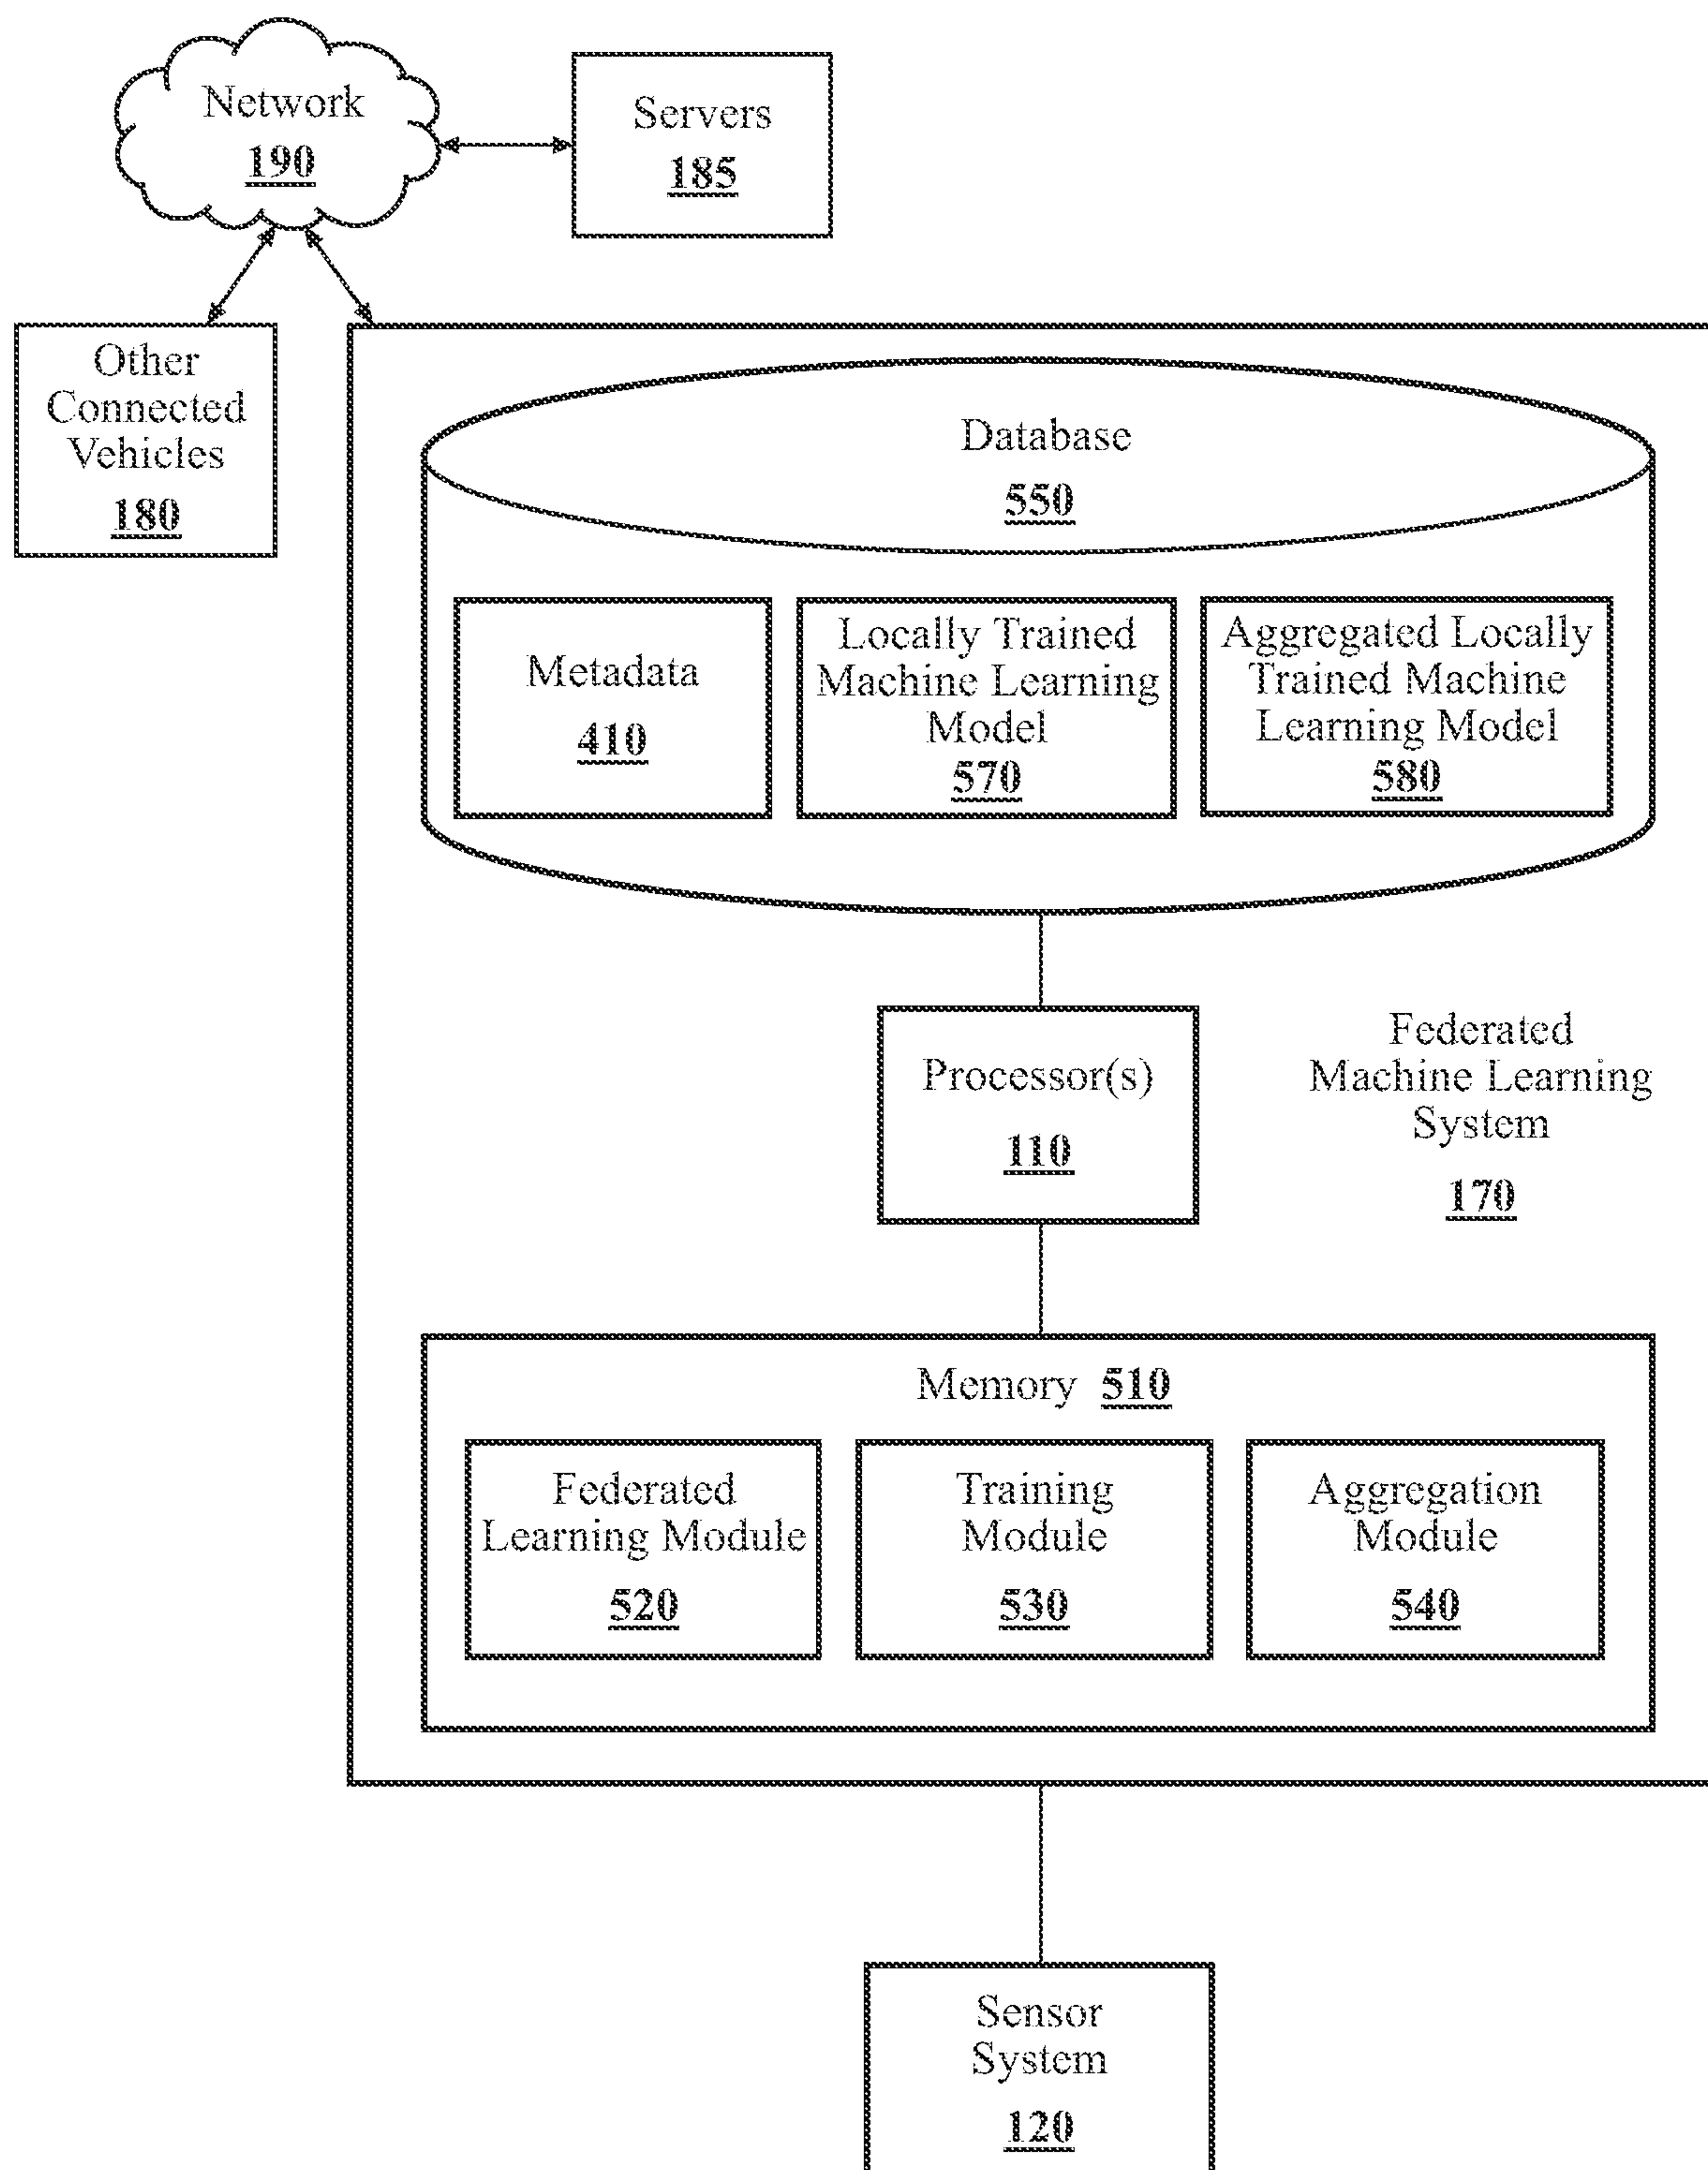 Network
190
Servers
185
Other
Connected
Vehicles
180
Database
550
Metadata
410
Locally Trained
Machine Learning
Model
570
Aggregated Locally
Trained Machine
Learning Model
580
Processor(s)
110
Federated
Machine Learning
System
170
Memory 510
Federated
Learning Module
520
Training
Module
530
Aggregation
Module
540
Sensor
System
120